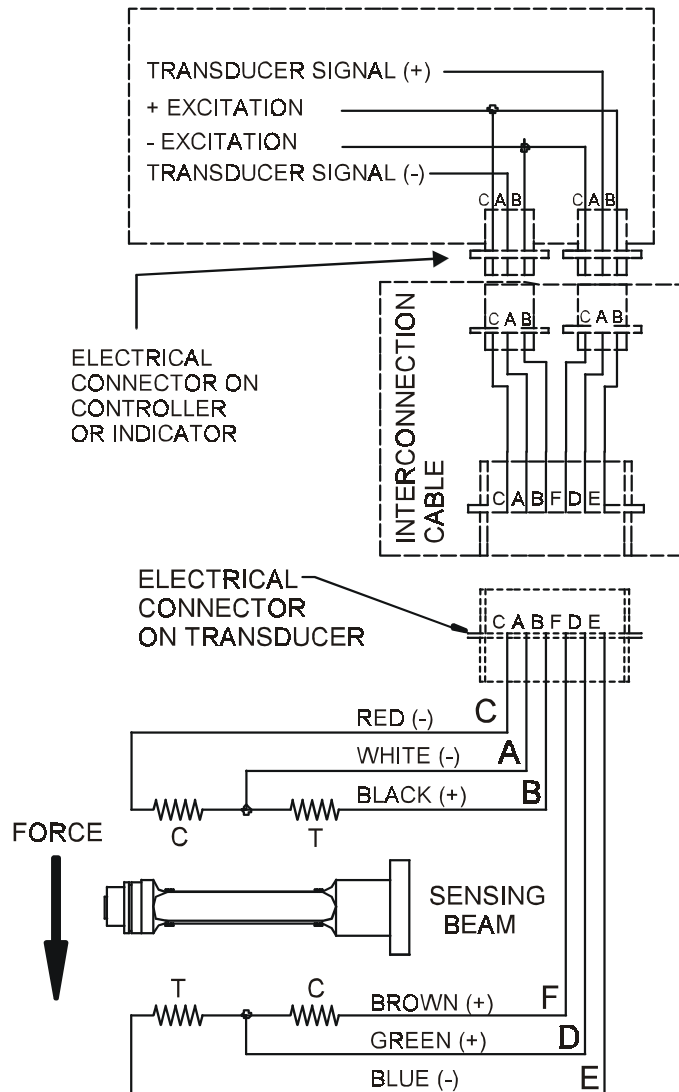 TRANSDUCER SIGNAL (+)
+ EXCITATION
- EXCITATION
TRANSDUCER SIGNAL (-)
C A B
C A B
ELECTRICAL
CONNECTOR ON
CONTROLLER
OR INDICATOR
INTERCONNECTION
CABLE
C A B
C A B
C A B F D E
ELECTRICAL
CONNECTOR
ON TRANSDUCER
C A B F D E
RED (-)
C
WHITE (-)
A
BLACK (+)
B
C
T
FORCE
SENSING
BEAM
T
C
BROWN (+)
F
GREEN (+)
D
BLUE (-)
E